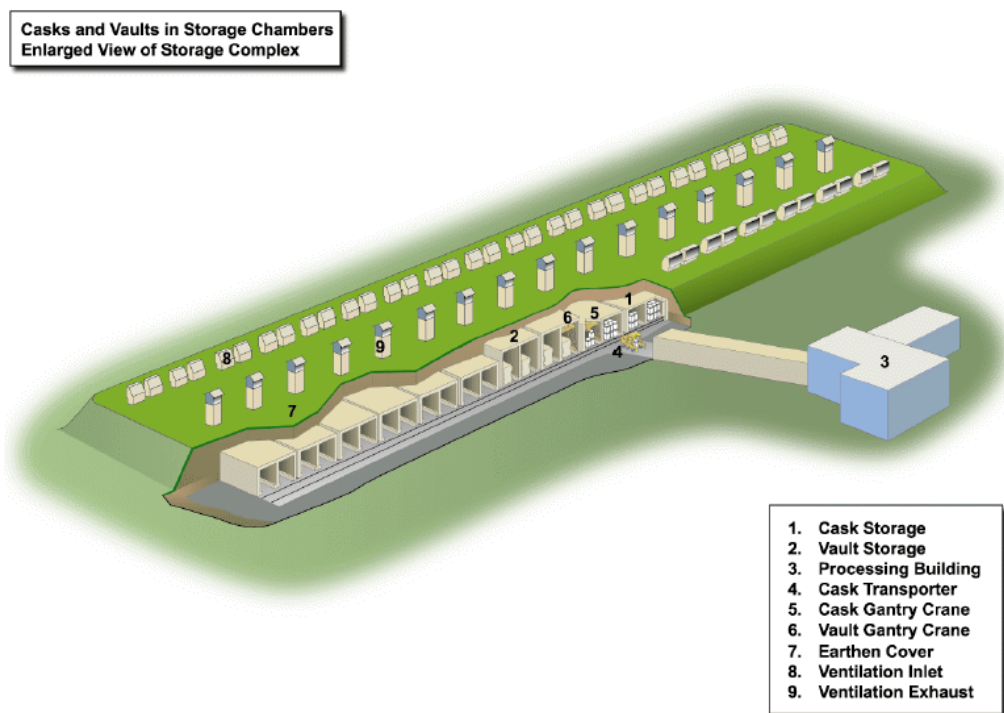 Casks and Vaults in Storage Chambers
Enlarged View of Storage Complex
1
6
5
2
4
8
9
3
7
1. Cask Storage
2. Vault Storage
3. Processing Building
4. Cask Transporter
5. Cask Gantry Crane
6. Vault Gantry Crane
7. Earthen Cover
8. Ventilation Inlet
9. Ventilation Exhaust